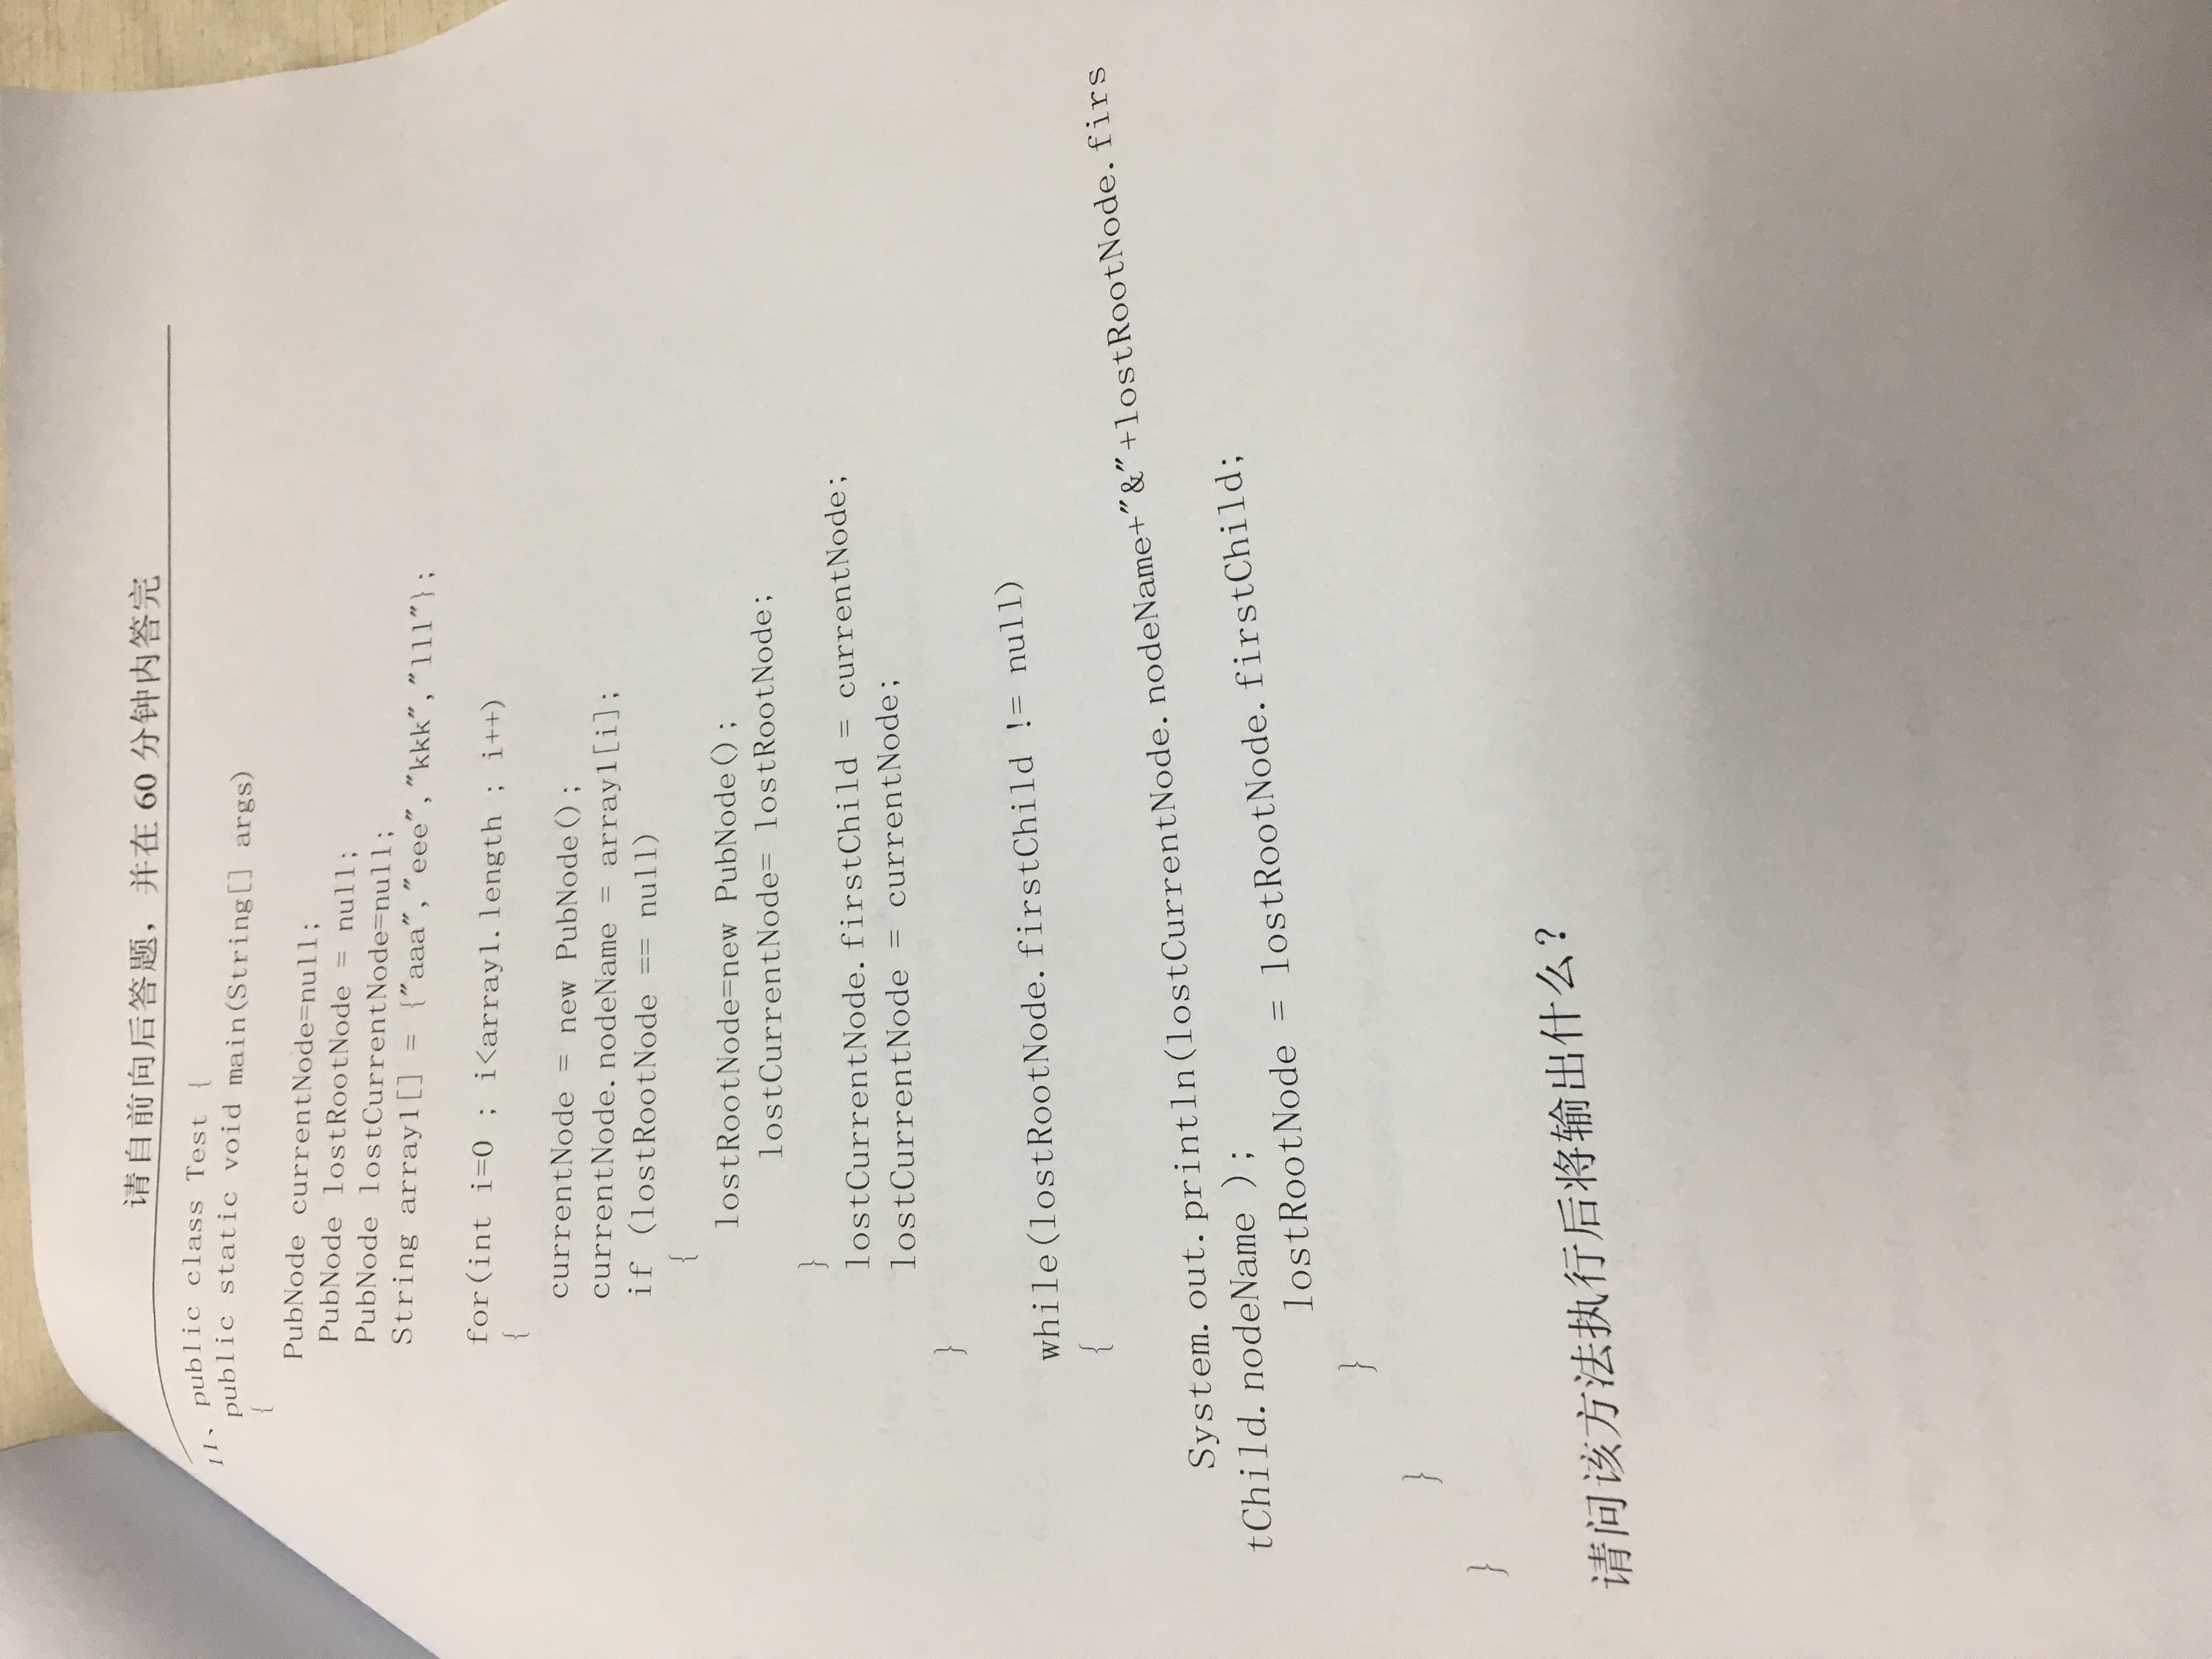 请自前向后答题，并在 60 分钟内答完
11、public class Test {
public static void main(String[] args)
{
PubNode currentNode=null;
PubNode lostRootNode = null;
PubNode lostCurrentNode=null;
String array1[] = {"aaa","eee","kkk","lll"};
for(int i=0 ; i<array1.length ; i++)
{
currentNode = new PubNode();
currentNode.nodeName = array1[i];
if (lostRootNode == null)
{
lostRootNode=new PubNode();
lostCurrentNode= lostRootNode;
}
lostCurrentNode.firstChild = currentNode;
lostCurrentNode = currentNode;
}
while(lostRootNode.firstChild != null)
{
System.out.println(lostCurrentNode.nodeName+"&"+lostRootNode.firs
tChild.nodeName );
lostRootNode = lostRootNode.firstChild;
}
}
}
请问该方法执行后将输出什么？